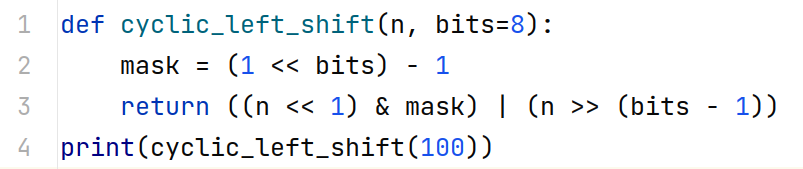 1 def cyclic_left_shift(n, bits=8):
2     mask = (1 << bits) - 1
3     return ((n << 1) & mask) | (n >> (bits - 1))
4 print(cyclic_left_shift(100))